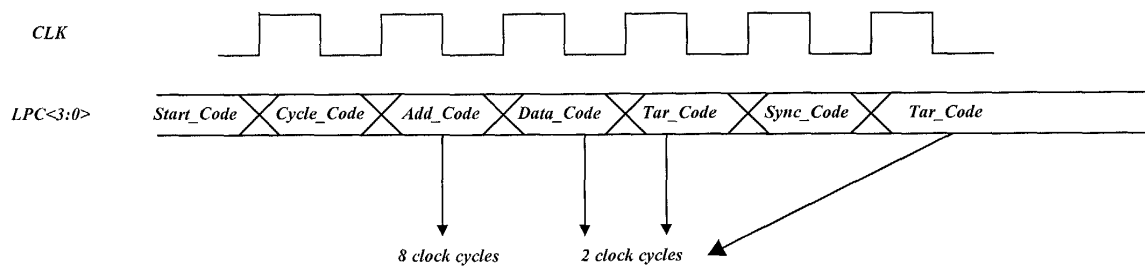 CLK
LPC<3:0>
Start_Code
Cycle_Code
Add_Code
Data_Code
Tar_Code
Sync_Code
Tar_Code
8 clock cycles
2 clock cycles